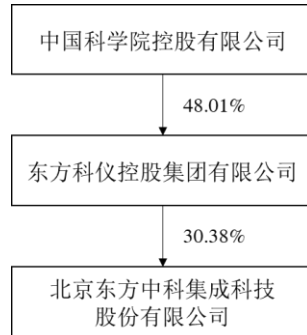 中国科学院控股有限公司
48.01%
东方科仪控股集团有限公司
30.38%
北京东方中科集成科技
股份有限公司